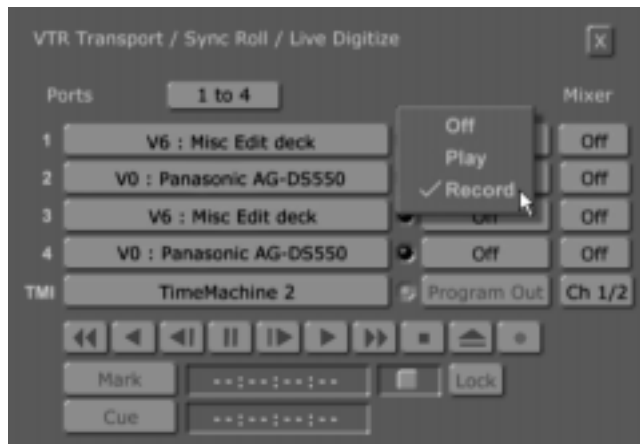 VTR Transport / Sync Roll / Live Digitize X
Ports 1 to 4 Mixer
Off
Play
✓ Record
1 V6 : Misc Edit deck Off
2 V0 : Panasonic AG-DS550 Off
3 V6 : Misc Edit deck Off Off
4 V0 : Panasonic AG-DS550 Off Off
TMI TimeMachine 2 Program Out Ch 1/2
Mark --:--:--:-- Lock
Cue --:--:--:--